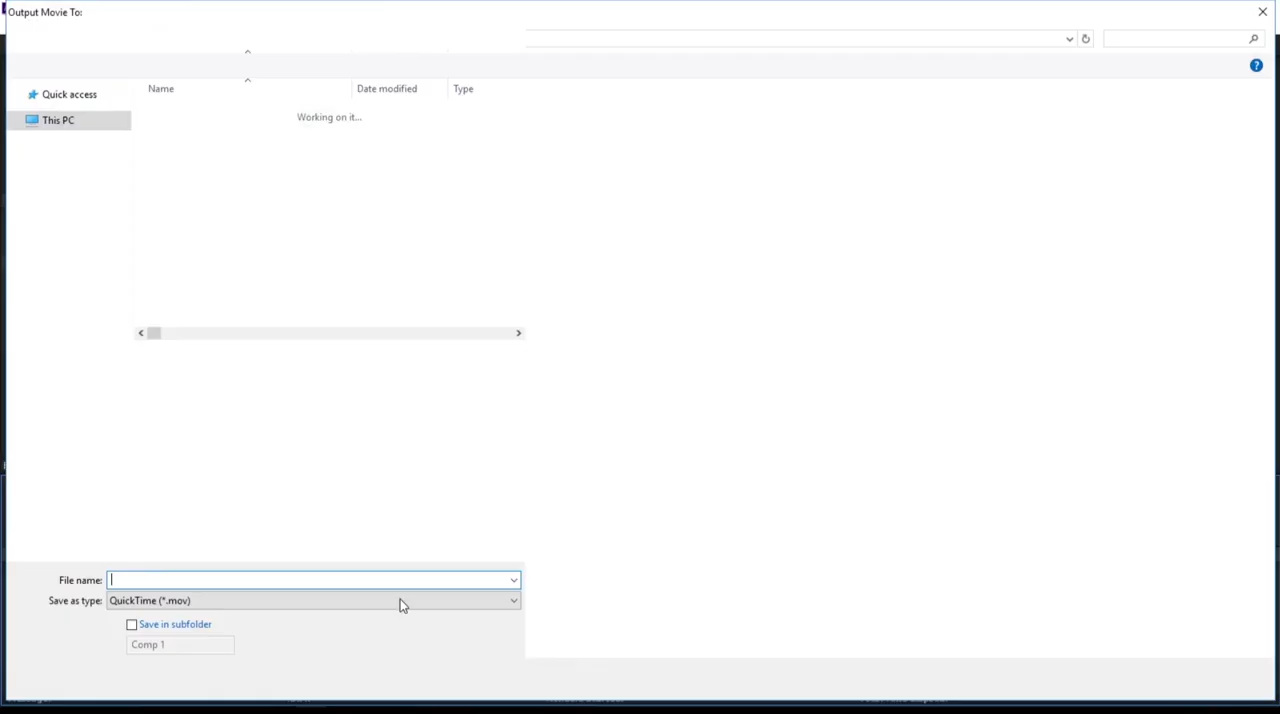 Output Movie To:
Name
Date modified
Type
Quick access
This PC
Working on it...
File name:
Save as type: QuickTime (*.mov)
Save in subfolder
Comp 1